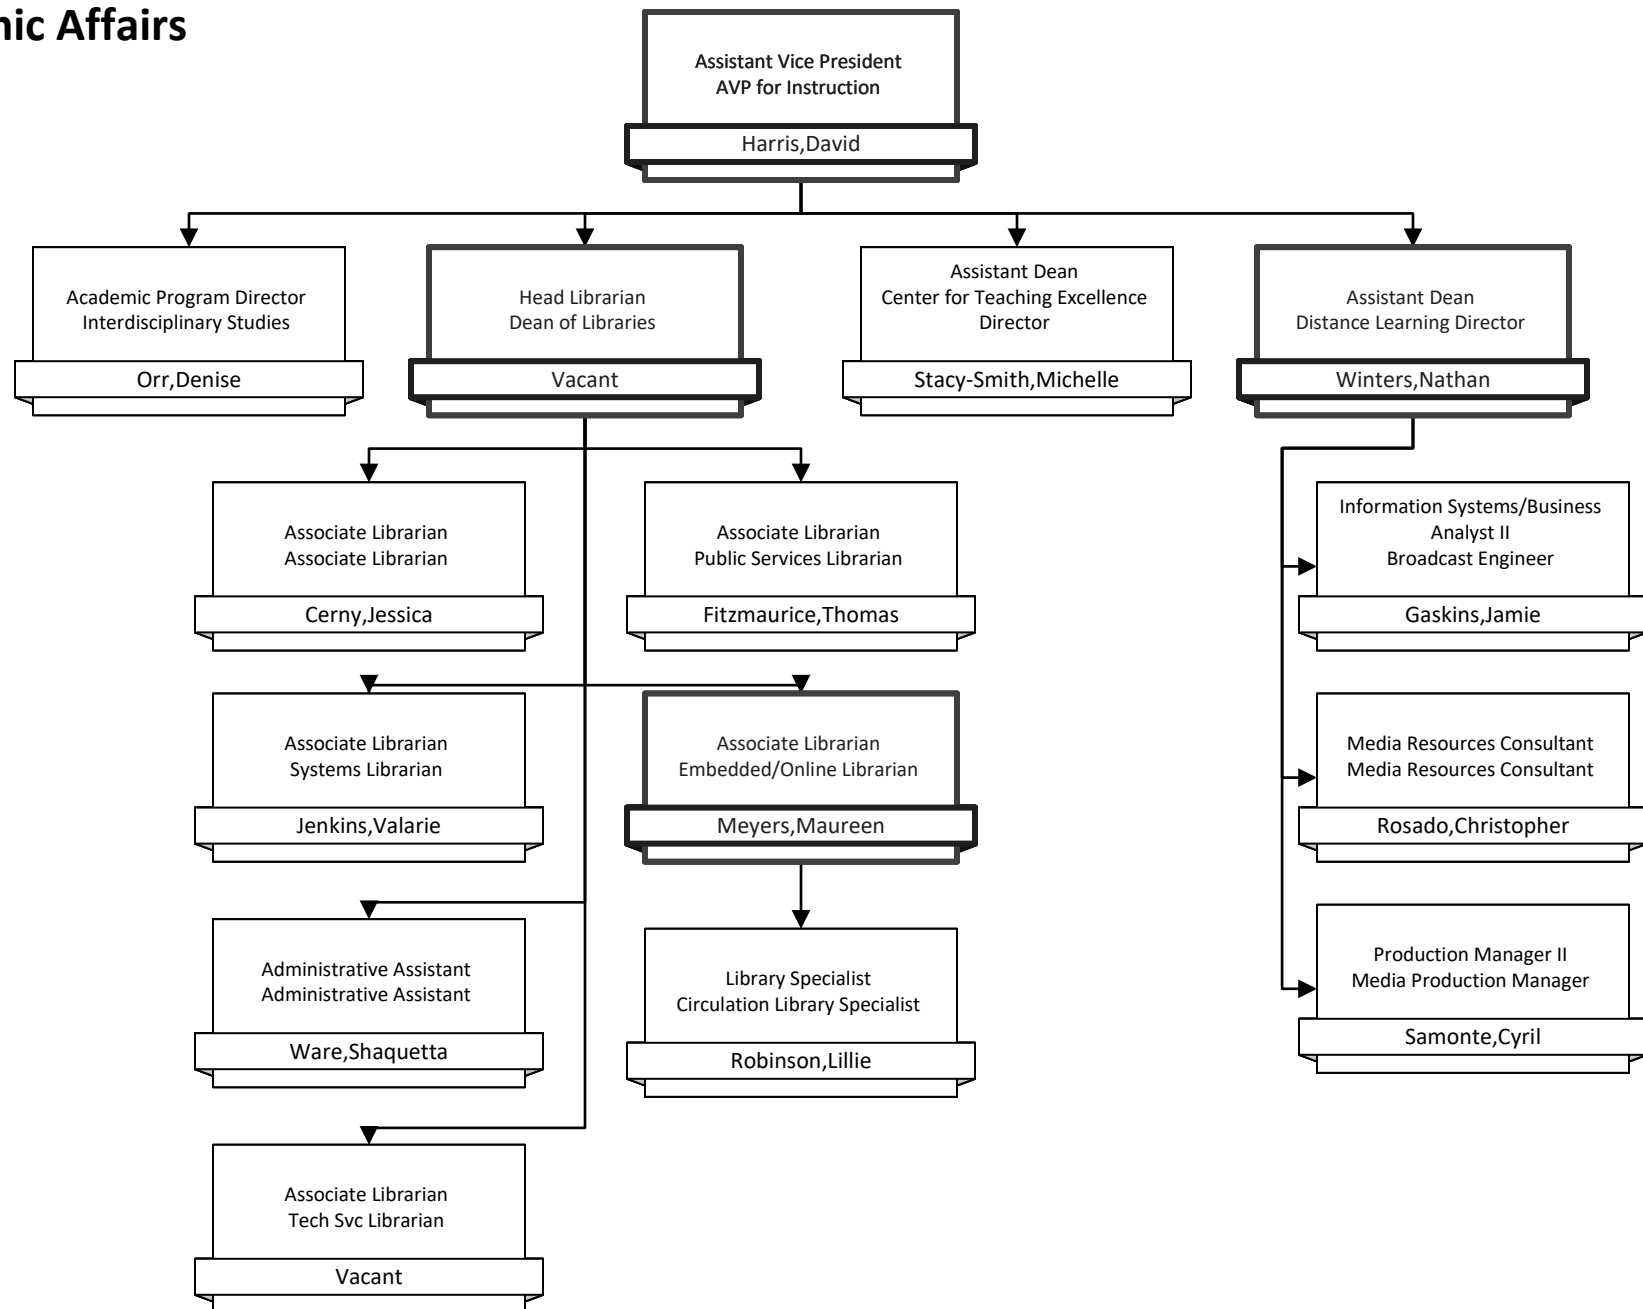 nic Affairs
Assistant Vice President
AVP for Instruction
Harris,David
Academic Program Director
Interdisciplinary Studies
Orr,Denise
Head Librarian
Dean of Libraries
Vacant
Assistant Dean
Center for Teaching Excellence
Director
Stacy-Smith,Michelle
Assistant Dean
Distance Learning Director
Winters,Nathan
Associate Librarian
Associate Librarian
Cerny,Jessica
Associate Librarian
Public Services Librarian
Fitzmaurice,Thomas
Information Systems/Business
Analyst II
Broadcast Engineer
Gaskins,Jamie
Associate Librarian
Systems Librarian
Jenkins,Valarie
Associate Librarian
Embedded/Online Librarian
Meyers,Maureen
Media Resources Consultant
Media Resources Consultant
Rosado,Christopher
Administrative Assistant
Administrative Assistant
Ware,Shaquetta
Library Specialist
Circulation Library Specialist
Robinson,Lillie
Production Manager II
Media Production Manager
Samonte,Cyril
Associate Librarian
Tech Svc Librarian
Vacant